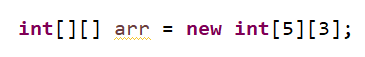 int[][] arr = new int[5][3];